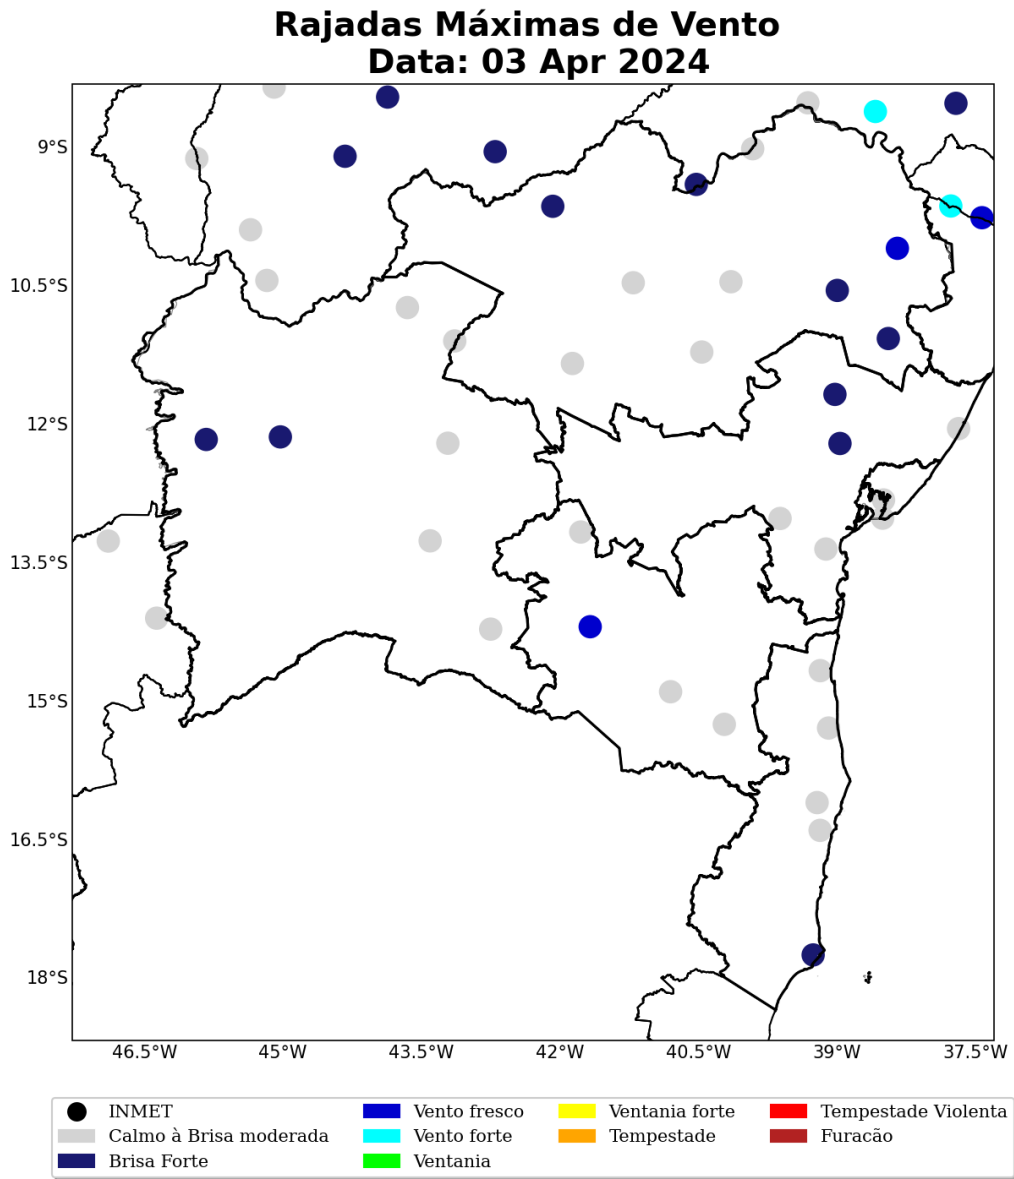 Rajadas Máximas de Vento
Data: 03 Apr 2024
9°S
10.5°S
12°S
13.5°S
15°S
16.5°S
18°S
46.5°W 45°W 43.5°W 42°W 40.5°W 39°W 37.5°W
INMET Vento fresco Ventania forte Tempestade Violenta
Calmo à Brisa moderada Vento forte Tempestade Furacão
Brisa Forte Ventania